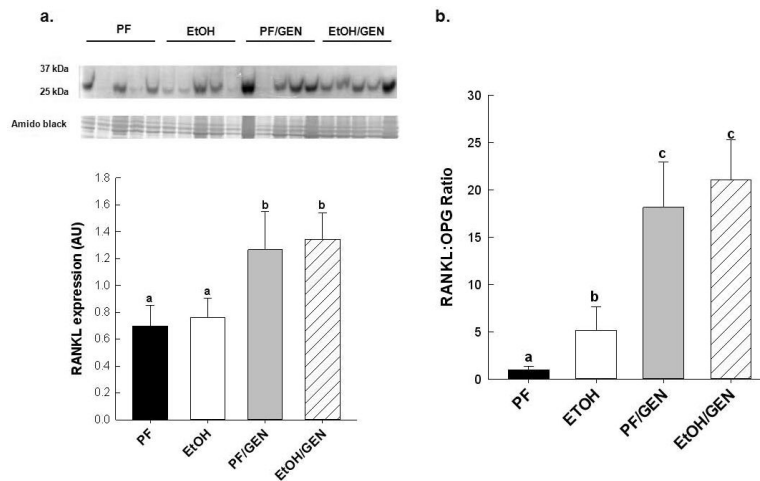 a.
PF EtOH PF/GEN EtOH/GEN
37 kDa
25 kDa
Amido black
RANKL expression (AU)
1.8
1.6
1.4
1.2
1.0
0.8
0.6
0.4
0.2
0.0
a
a
b
b
PF
EtOH
PF/GEN
EtOH/GEN
b.
RANKL:OPG Ratio
30
25
20
15
10
5
0
a
b
c
c
PF
ETOH
PF/GEN
EtOH/GEN